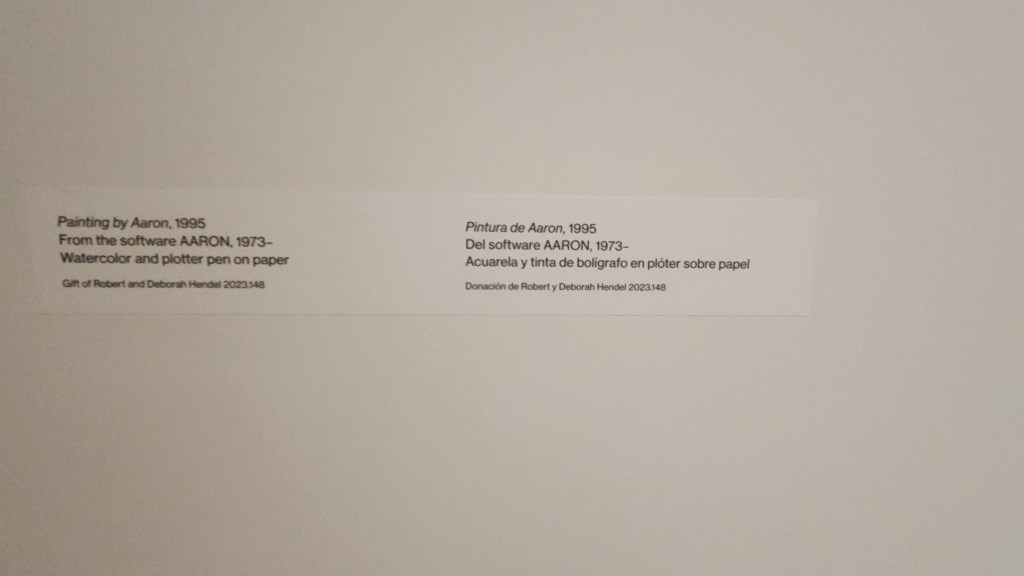 Painting by Aaron, 1995
From the software AARON, 1973–
Watercolor and plotter pen on paper
Gift of Robert and Deborah Hendel 2023.148
Pintura de Aaron, 1995
Del software AARON, 1973–
Acuarela y tinta de bolígrafo en plóter sobre papel
Donación de Robert y Deborah Hendel 2023.148